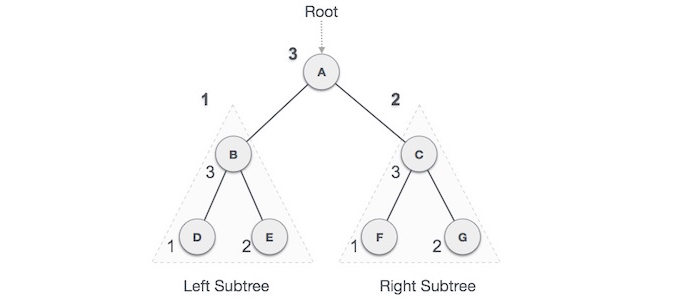 Root
3
A
1
2
B
C
3
3
1 D
2 E
1 F
2 G
Left Subtree
Right Subtree